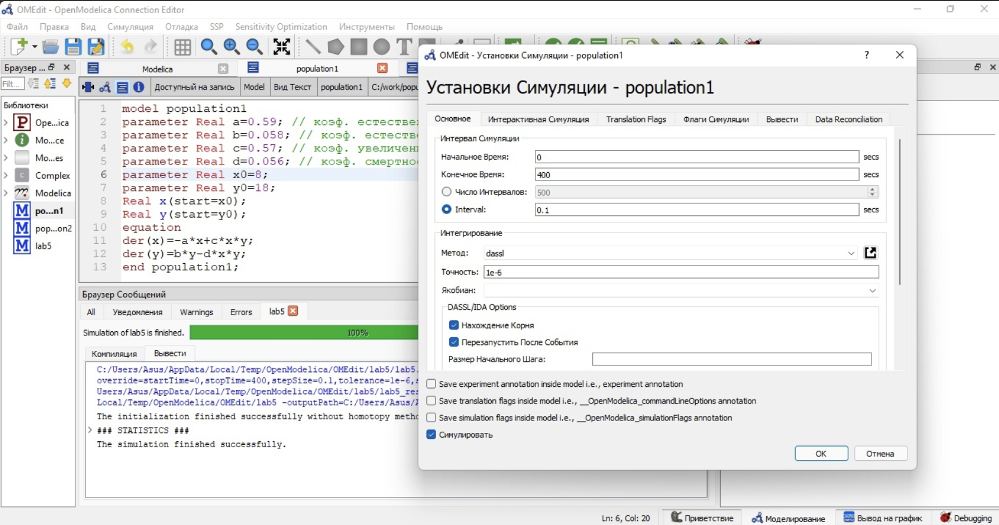 OMEdit - OpenModelica Connection Editor
Файл Правка Вид Симуляция Отладка SSP Sensitivity Optimization Инструменты Помощь
Браузер ...
Modelica
population1
Filt...
Доступный на запись
Model
Вид Текст
population1
C:/work/popu
Библиотеки
Ope...ica
Mo...ce
Mo...es
Complex
Modelica
po...n1
pop...on2
lab5
1 model population1
2 parameter Real a=0.59; // коэф. естестве
3 parameter Real b=0.058; // коэф. естеств
4 parameter Real c=0.57; // коэф. увеличен
5 parameter Real d=0.056; // коэф. смертно
6 parameter Real x0=8;
7 parameter Real y0=18;
8 Real x(start=x0);
9 Real y(start=y0);
10 equation
11 der(x)=-a*x+c*x*y;
12 der(y)=b*y-d*x*y;
13 end population1;
Браузер Сообщений
All Уведомления Warnings Errors lab5
Simulation of lab5 is finished.
100%
Компиляция Вывести
C:/Users/Asus/AppData/Local/Temp/OpenModelica/OMEdit/lab5/lab5.
override=startTime=0,stopTime=400,stepSize=0.1,tolerance=1e-6,s
Users/Asus/AppData/Local/Temp/OpenModelica/OMEdit/lab5/lab5_res
Local/Temp/OpenModelica/OMEdit/lab5 -outputPath=C:/Users/Asus/A
The initialization finished successfully without homotopy metho
### STATISTICS ###
The simulation finished successfully.
OMEdit - Установки Симуляции - population1
Установки Симуляции - population1
Основное Интерактивная Симуляция Translation Flags Флаги Симуляции Вывести Data Reconciliation
Интервал Симуляции
Начальное Время: 0 secs
Конечное Время: 400 secs
Число Интервалов: 500
Interval: 0.1 secs
Интегрирование
Метод: dassl
Точность: 1e-6
Якобиан:
DASSL/IDA Options
Нахождение Корня
Перезапустить После События
Размер Начального Шага:
Save experiment annotation inside model i.e., experiment annotation
Save translation flags inside model i.e., __OpenModelica_commandLineOptions annotation
Save simulation flags inside model i.e., __OpenModelica_simulationFlags annotation
Симулировать
OK
Отмена
Ln: 6, Col: 20
Приветствие
Моделирование
Вывод на график
Debugging